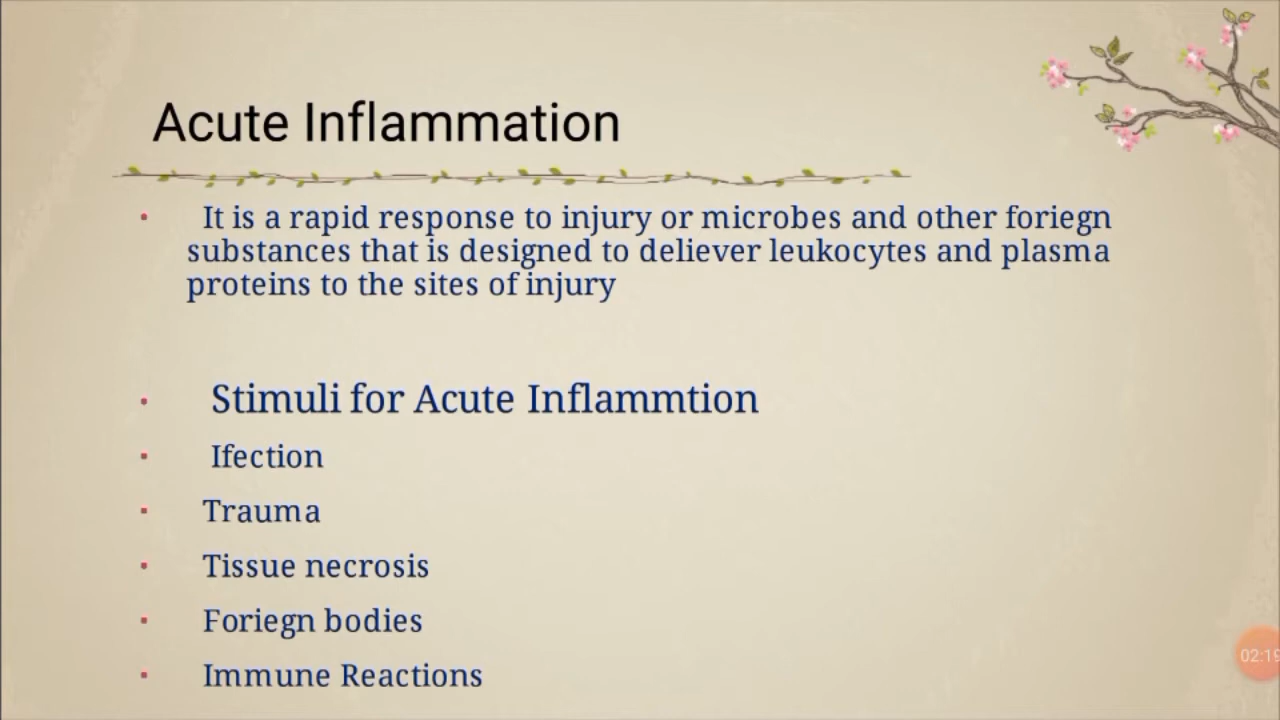 Acute Inflammation
It is a rapid response to injury or microbes and other foriegn
substances that is designed to deliever leukocytes and plasma
proteins to the sites of injury
Stimuli for Acute Inflammtion
Ifection
Trauma
Tissue necrosis
Foriegn bodies
Immune Reactions
02:19